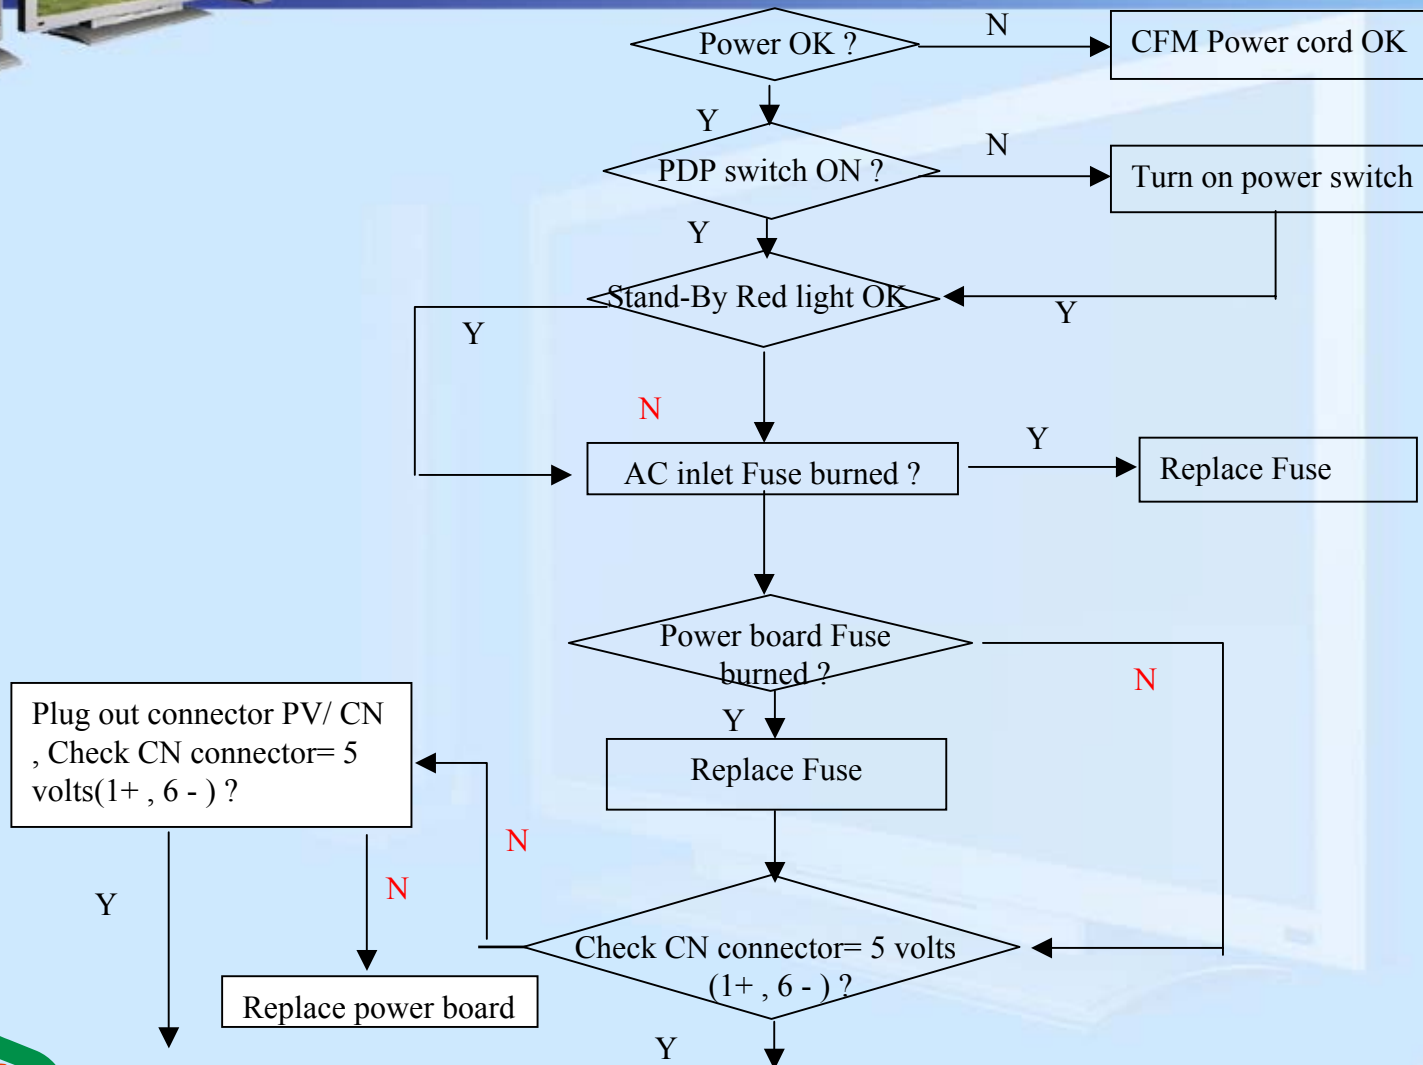 Power OK ?
N
CFM Power cord OK
Y
PDP switch ON ?
N
Turn on power switch
Y
Stand-By Red light OK
Y
Y
N
AC inlet Fuse burned ?
Y
Replace Fuse
Power board Fuse
burned ?
N
Y
Replace Fuse
Plug out connector PV/ CN
, Check CN connector= 5
volts(1+ , 6 - ) ?
N
Y
N
Check CN connector= 5 volts
(1+ , 6 - ) ?
Replace power board
Y